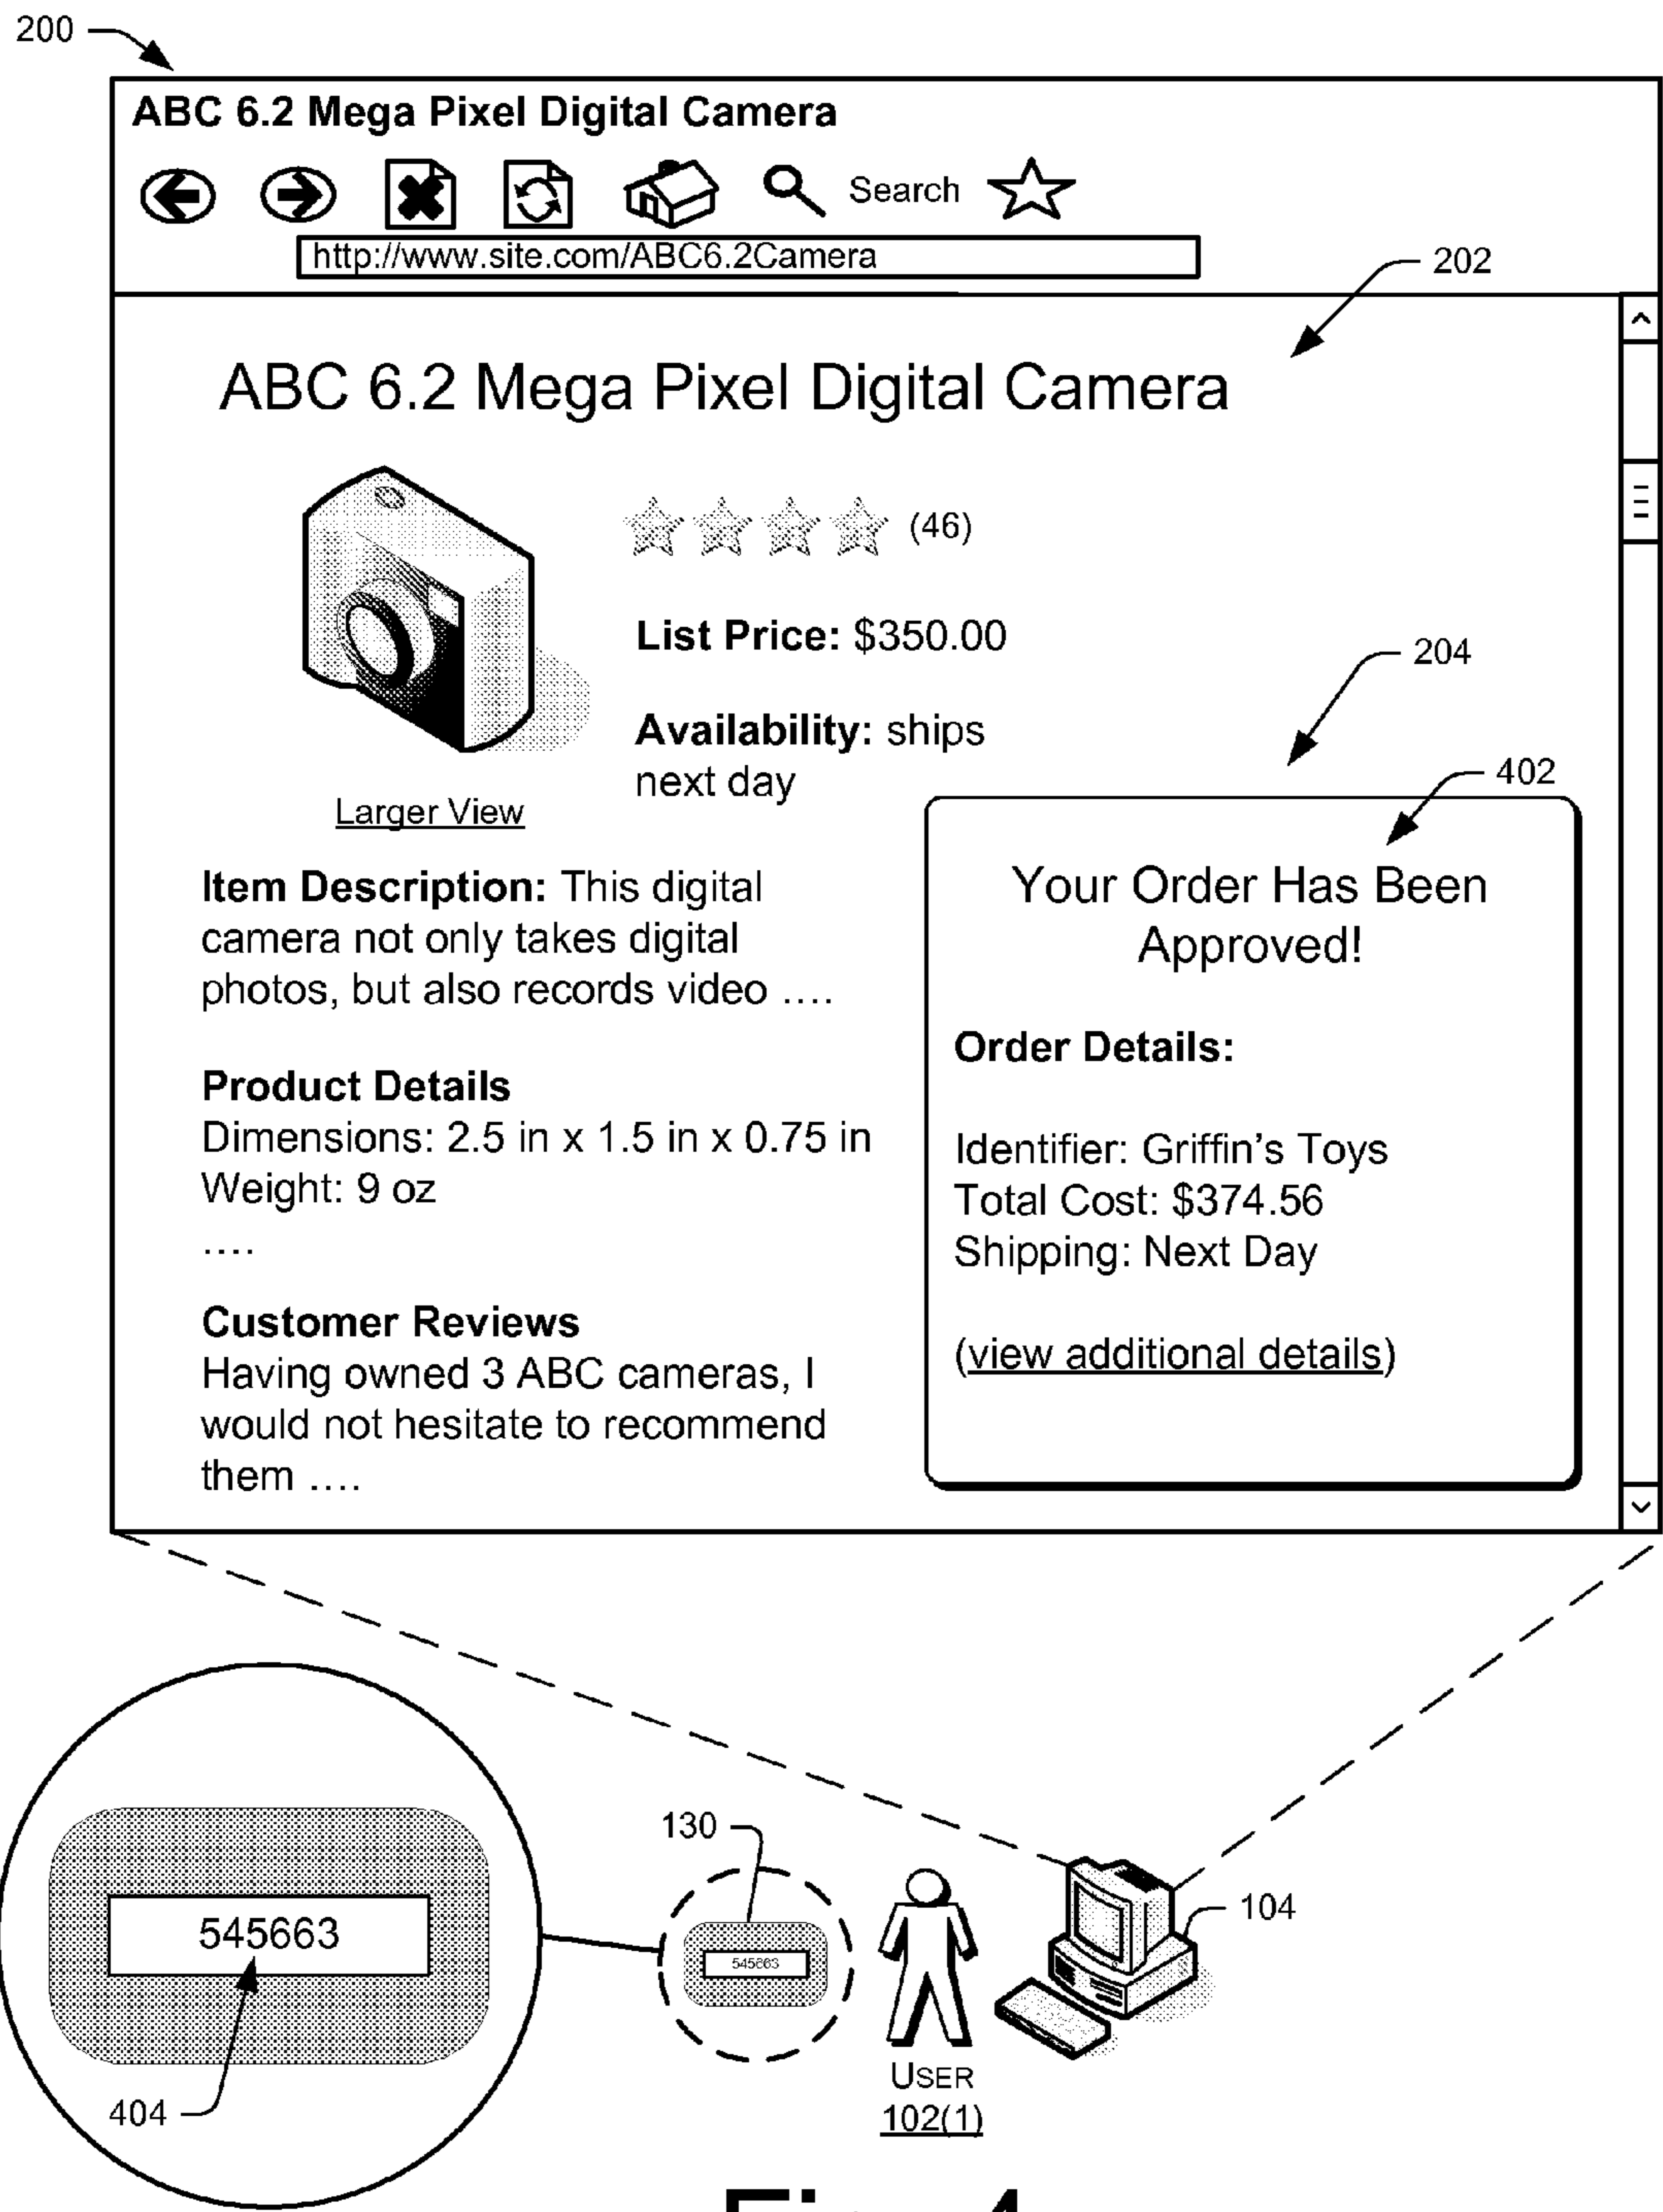 200
ABC 6.2 Mega Pixel Digital Camera
Search
http://www.site.com/ABC6.2Camera
202
ABC 6.2 Mega Pixel Digital Camera
(46)
List Price: $350.00
204
Availability: ships
next day
402
Larger View
Item Description: This digital
camera not only takes digital
photos, but also records video ....
Product Details
Dimensions: 2.5 in x 1.5 in x 0.75 in
Weight: 9 oz
....
Customer Reviews
Having owned 3 ABC cameras, I
would not hesitate to recommend
them ....
Your Order Has Been
Approved!
Order Details:
Identifier: Griffin's Toys
Total Cost: $374.56
Shipping: Next Day
(view additional details)
130
104
545663
545663
404
USER
102(1)